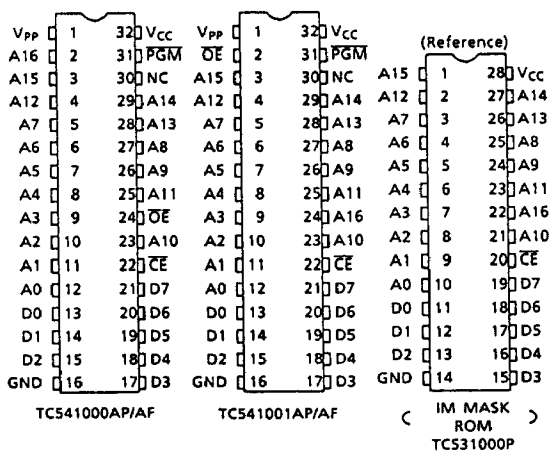 VPP 1 32 VCC
A16 2 31 PGM
A15 3 30 NC
A12 4 29 A14
A7 5 28 A13
A6 6 27 A8
A5 7 26 A9
A4 8 25 A11
A3 9 24 OE
A2 10 23 A10
A1 11 22 CE
A0 12 21 D7
D0 13 20 D6
D1 14 19 D5
D2 15 18 D4
GND 16 17 D3
TC541000AP/AF
VPP 1 32 VCC
OE 2 31 PGM
A15 3 30 NC
A12 4 29 A14
A7 5 28 A13
A6 6 27 A8
A5 7 26 A9
A4 8 25 A11
A3 9 24 A16
A2 10 23 A10
A1 11 22 CE
A0 12 21 D7
D0 13 20 D6
D1 14 19 D5
D2 15 18 D4
GND 16 17 D3
TC541001AP/AF
(Reference)
A15 1 28 VCC
A12 2 27 A14
A7 3 26 A13
A6 4 25 A8
A5 5 24 A9
A4 6 23 A11
A3 7 22 A16
A2 8 21 A10
A1 9 20 CE
A0 10 19 D7
D0 11 18 D6
D1 12 17 D5
D2 13 16 D4
GND 14 15 D3
( IM MASK )
ROM
TC531000P